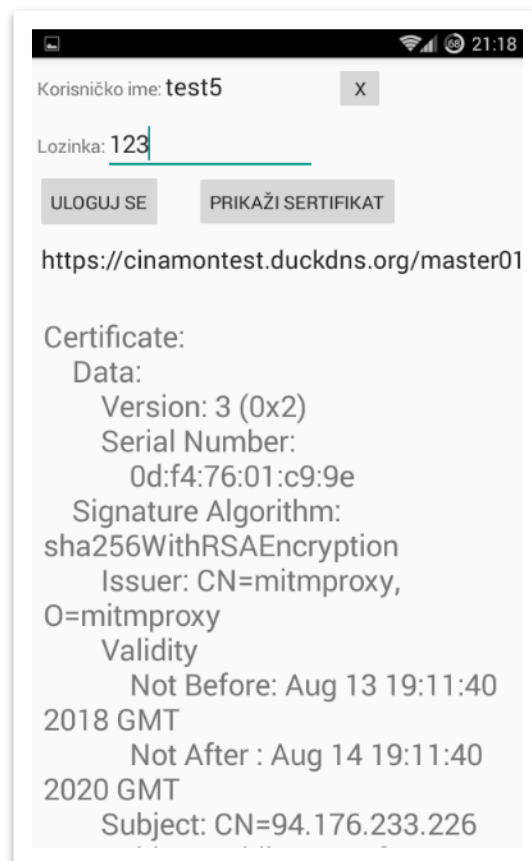 68 21:18
Korisničko ime: test5 X
Lozinka: 123
ULOGUJ SE PRIKAŽI SERTIFIKAT
https://cinamontest.duckdns.org/master01
Certificate:
Data:
Version: 3 (0x2)
Serial Number:
0d:f4:76:01:c9:9e
Signature Algorithm:
sha256WithRSAEncryption
Issuer: CN=mitmproxy,
O=mitmproxy
Validity
Not Before: Aug 13 19:11:40
2018 GMT
Not After : Aug 14 19:11:40
2020 GMT
Subject: CN=94.176.233.226